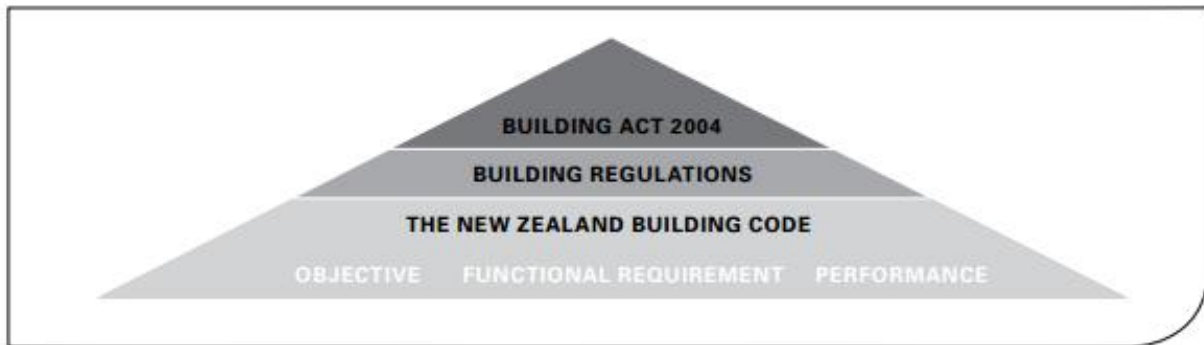 BUILDING ACT 2004
BUILDING REGULATIONS
THE NEW ZEALAND BUILDING CODE
OBJECTIVE FUNCTIONAL REQUIREMENT PERFORMANCE